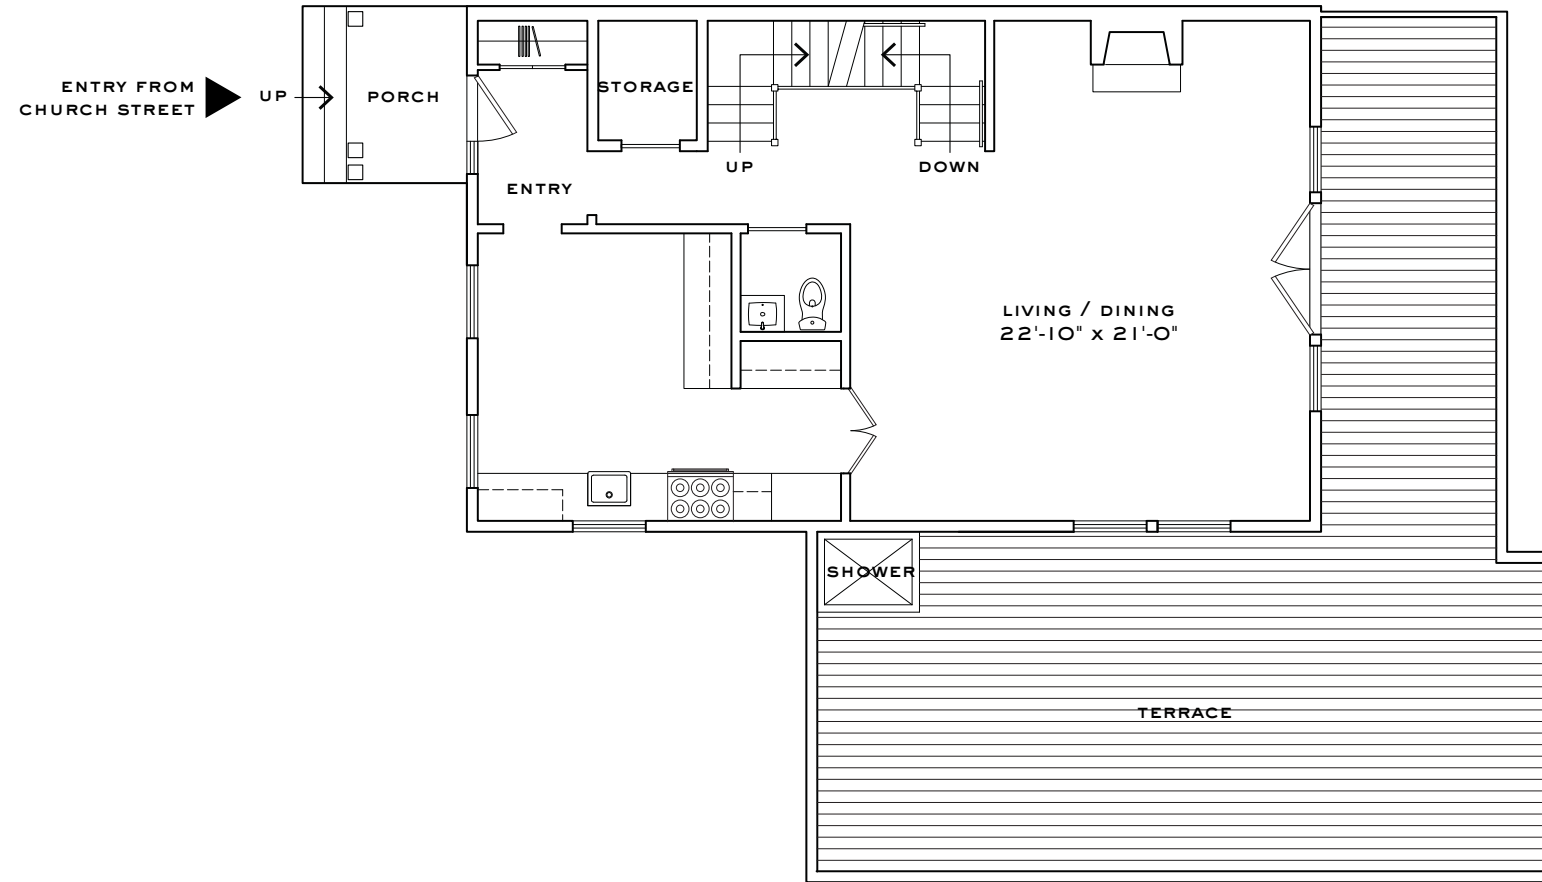 ENTRY FROM
CHURCH STREET
UP
PORCH
STORAGE
UP
DOWN
ENTRY
LIVING / DINING
22'-10" x 21'-0"
SHOWER
TERRACE